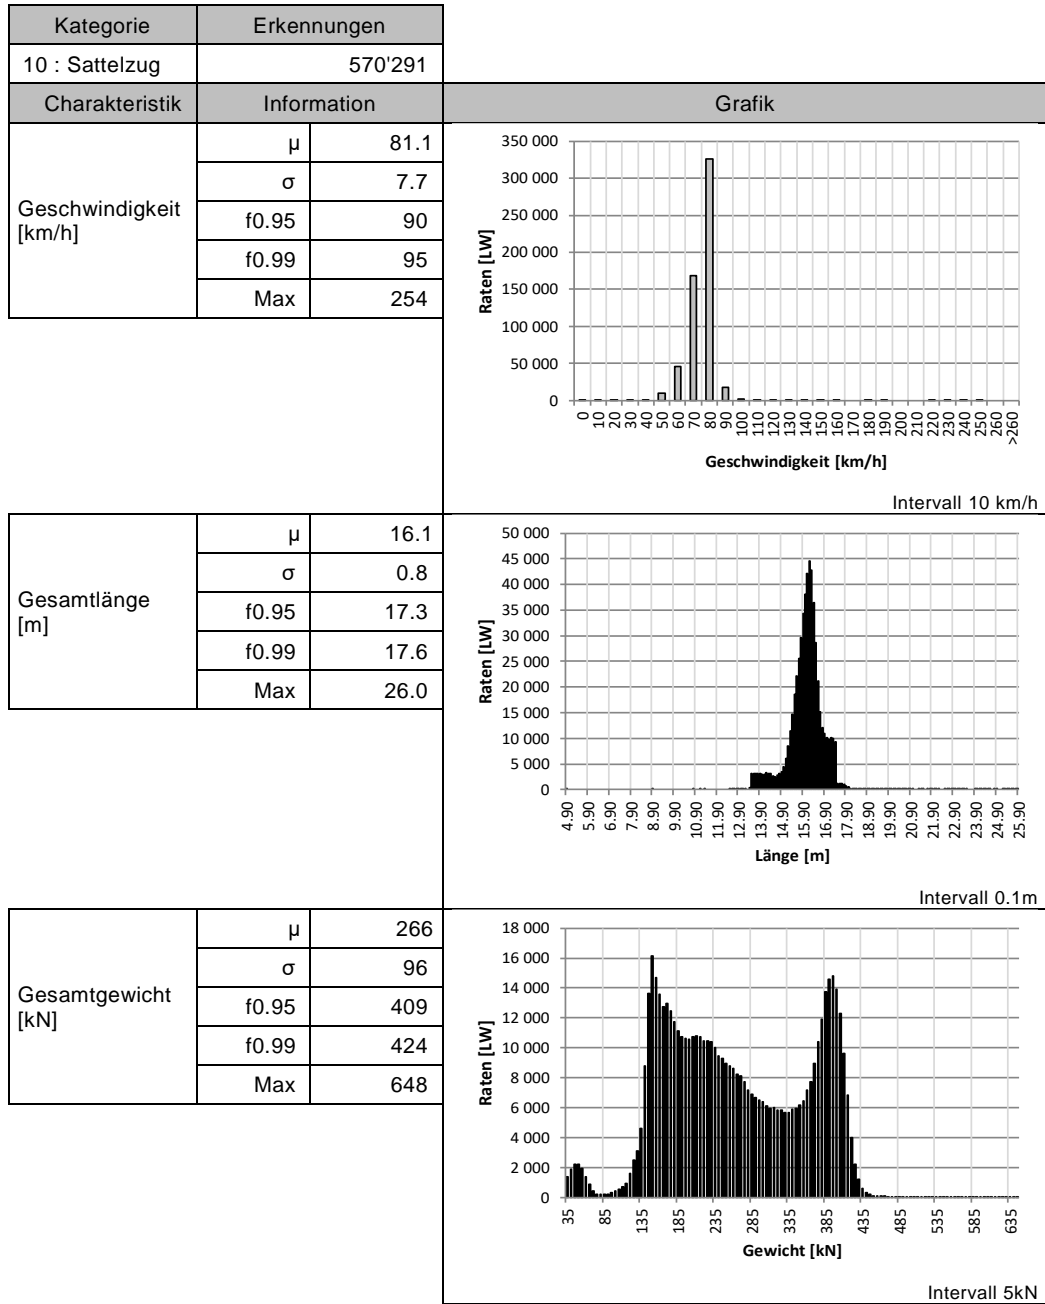 Kategorie Erkennungen
10 : Sattelzug 570'291
Charakteristik Information Grafik
Geschwindigkeit [km/h]
μ 81.1
σ 7.7
f0.95 90
f0.99 95
Max 254
350 000
300 000
250 000
200 000
150 000
100 000
50 000
0
Raten [LW]
0 10 20 30 40 50 60 70 80 90 100 110 120 130 140 150 160 170 180 190 200 210 220 230 240 250 260 >260
Geschwindigkeit [km/h]
Intervall 10 km/h
Gesamtlänge [m]
μ 16.1
σ 0.8
f0.95 17.3
f0.99 17.6
Max 26.0
50 000
45 000
40 000
35 000
30 000
25 000
20 000
15 000
10 000
5 000
0
Raten [LW]
4.90 5.90 6.90 7.90 8.90 9.90 10.90 11.90 12.90 13.90 14.90 15.90 16.90 17.90 18.90 19.90 20.90 21.90 22.90 23.90 24.90 25.90
Länge [m]
Intervall 0.1m
Gesamtgewicht [kN]
μ 266
σ 96
f0.95 409
f0.99 424
Max 648
18 000
16 000
14 000
12 000
10 000
8 000
6 000
4 000
2 000
0
Raten [LW]
35 85 135 185 235 285 335 385 435 485 535 585 635
Gewicht [kN]
Intervall 5kN